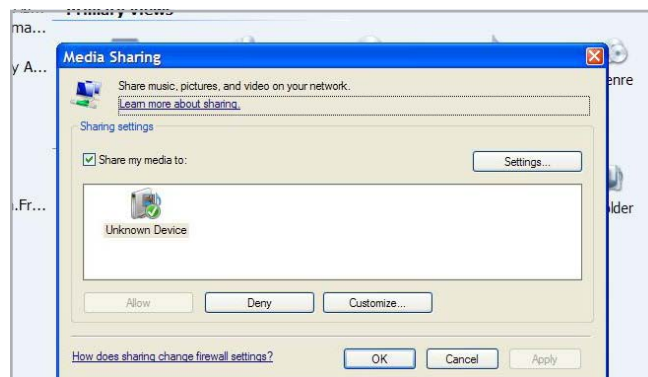 Primary Views
ma...
y A...
enre
.Fr...
lder
Media Sharing
Share music, pictures, and video on your network.
Learn more about sharing.
Sharing settings
Share my media to:
Settings...
Unknown Device
Allow
Deny
Customize...
How does sharing change firewall settings?
OK
Cancel
Apply